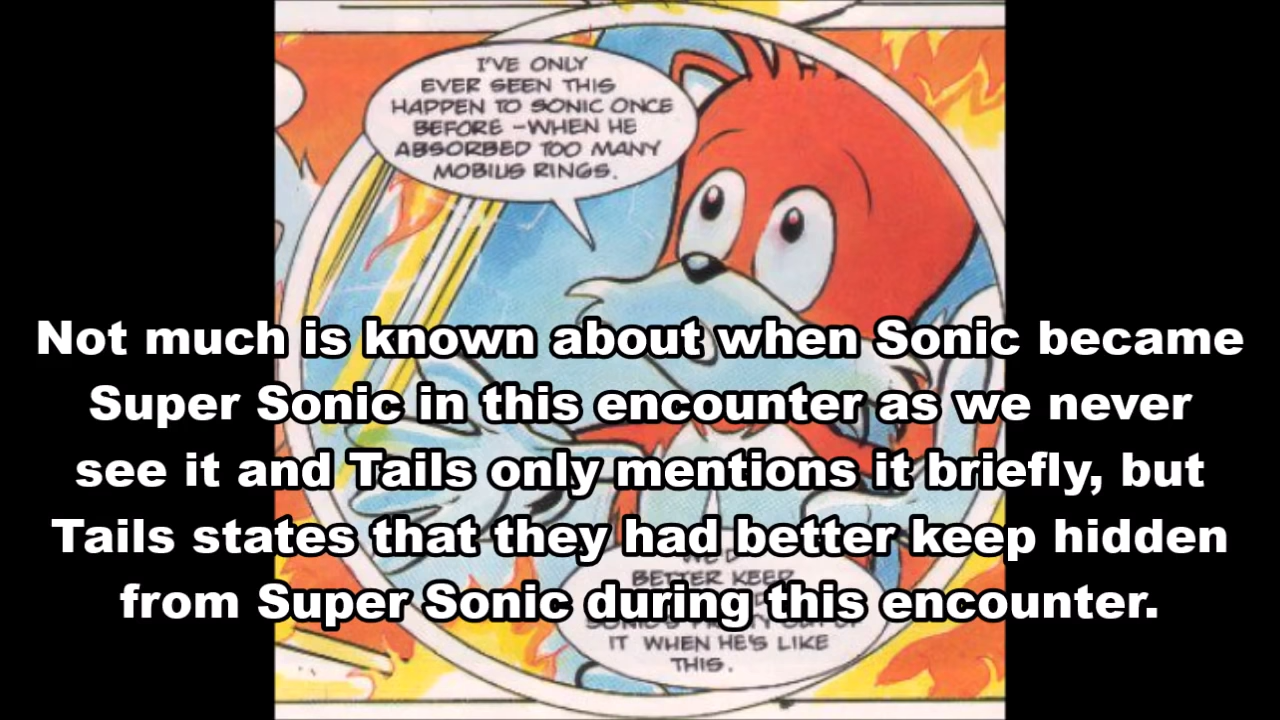 I'VE ONLY
EVER SEEN THIS
HAPPEN TO SONIC ONCE
BEFORE -WHEN HE
ABSORBED TOO MANY
MOBIUS RINGS.
Not much is known about when Sonic became
Super Sonic in this encounter as we never
see it and Tails only mentions it briefly, but
Tails states that they had better keep hidden
from Super Sonic during this encounter.
BETTER KEEP
IT WHEN HE'S LIKE
THIS.